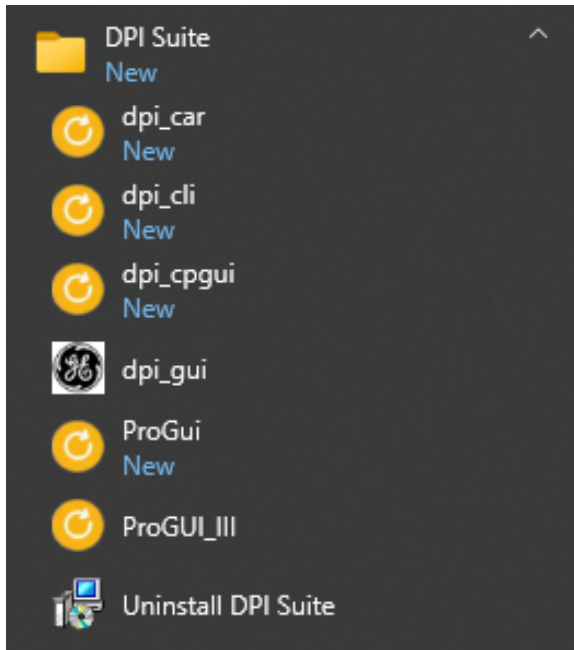 DPI Suite
New
dpi_car
New
dpi_cli
New
dpi_cpgui
New
dpi_gui
ProGui
New
ProGUI_III
Uninstall DPI Suite